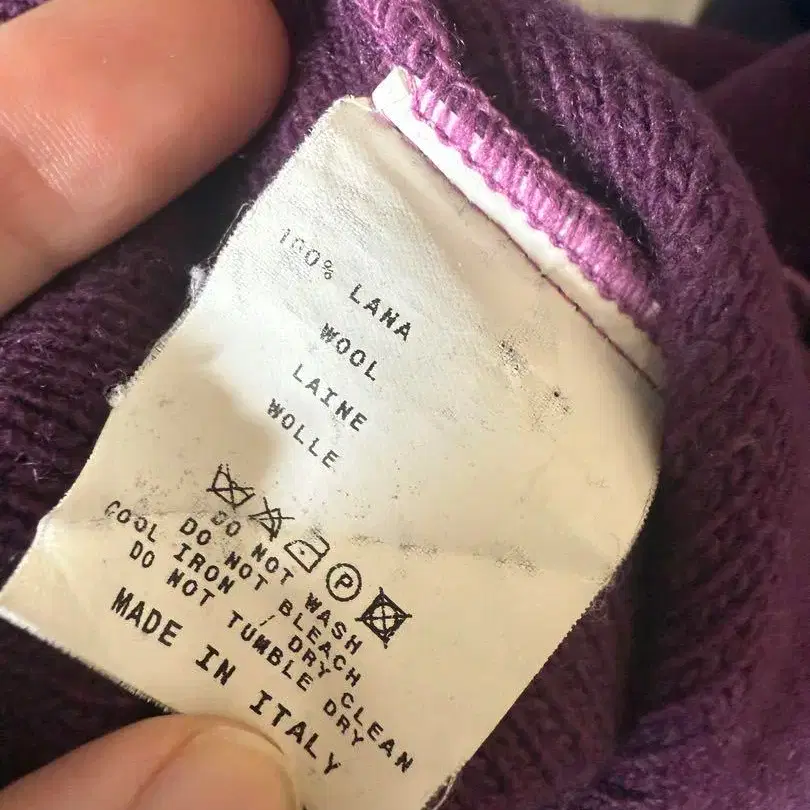 100% LANA
WOOL
LAINE
WOLLE
P
DO NOT WASH
DO NOT BLEACH
COOL IRON / DRY CLEAN
DO NOT TUMBLE DRY
MADE IN ITALY